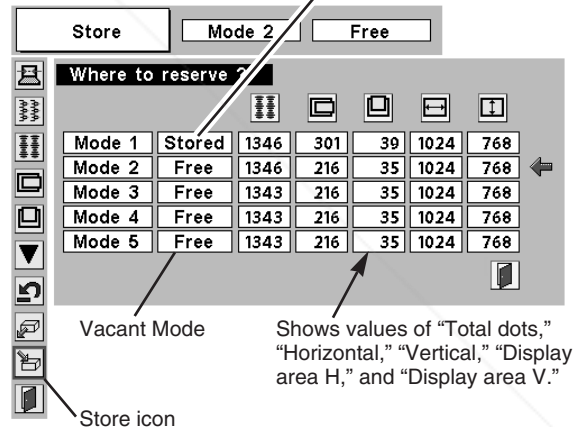 Store Mode 2 Free
Where to reserve ?
Mode 1 Stored 1346 301 39 1024 768
Mode 2 Free 1346 216 35 1024 768
Mode 3 Free 1343 216 35 1024 768
Mode 4 Free 1343 216 35 1024 768
Mode 5 Free 1343 216 35 1024 768
Vacant Mode
Shows values of “Total dots,”
“Horizontal,” “Vertical,” “Display
area H,” and “Display area V.”
Store icon